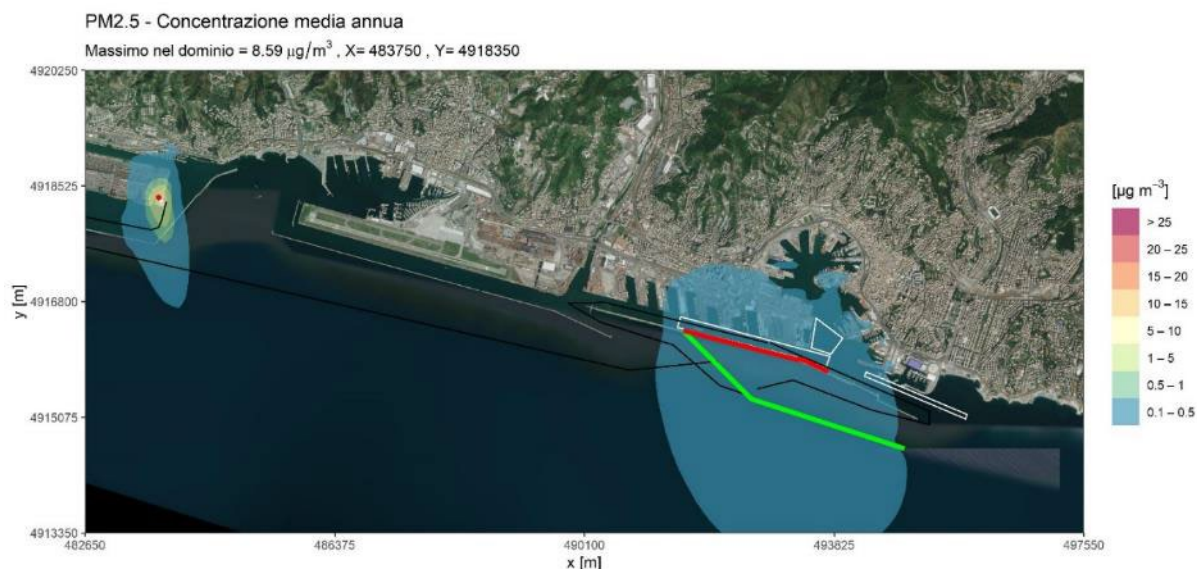 PM2.5 - Concentrazione media annua
Massimo nel dominio = 8.59 μg/m³ , X= 483750 , Y= 4918350
4920250
4918525
4916800
4915075
4913350
y [m]
482650 486375 490100 493825 497550
x [m]
[μg m⁻³]
> 25
20 – 25
15 – 20
10 – 15
5 – 10
1 – 5
0.5 – 1
0.1 – 0.5